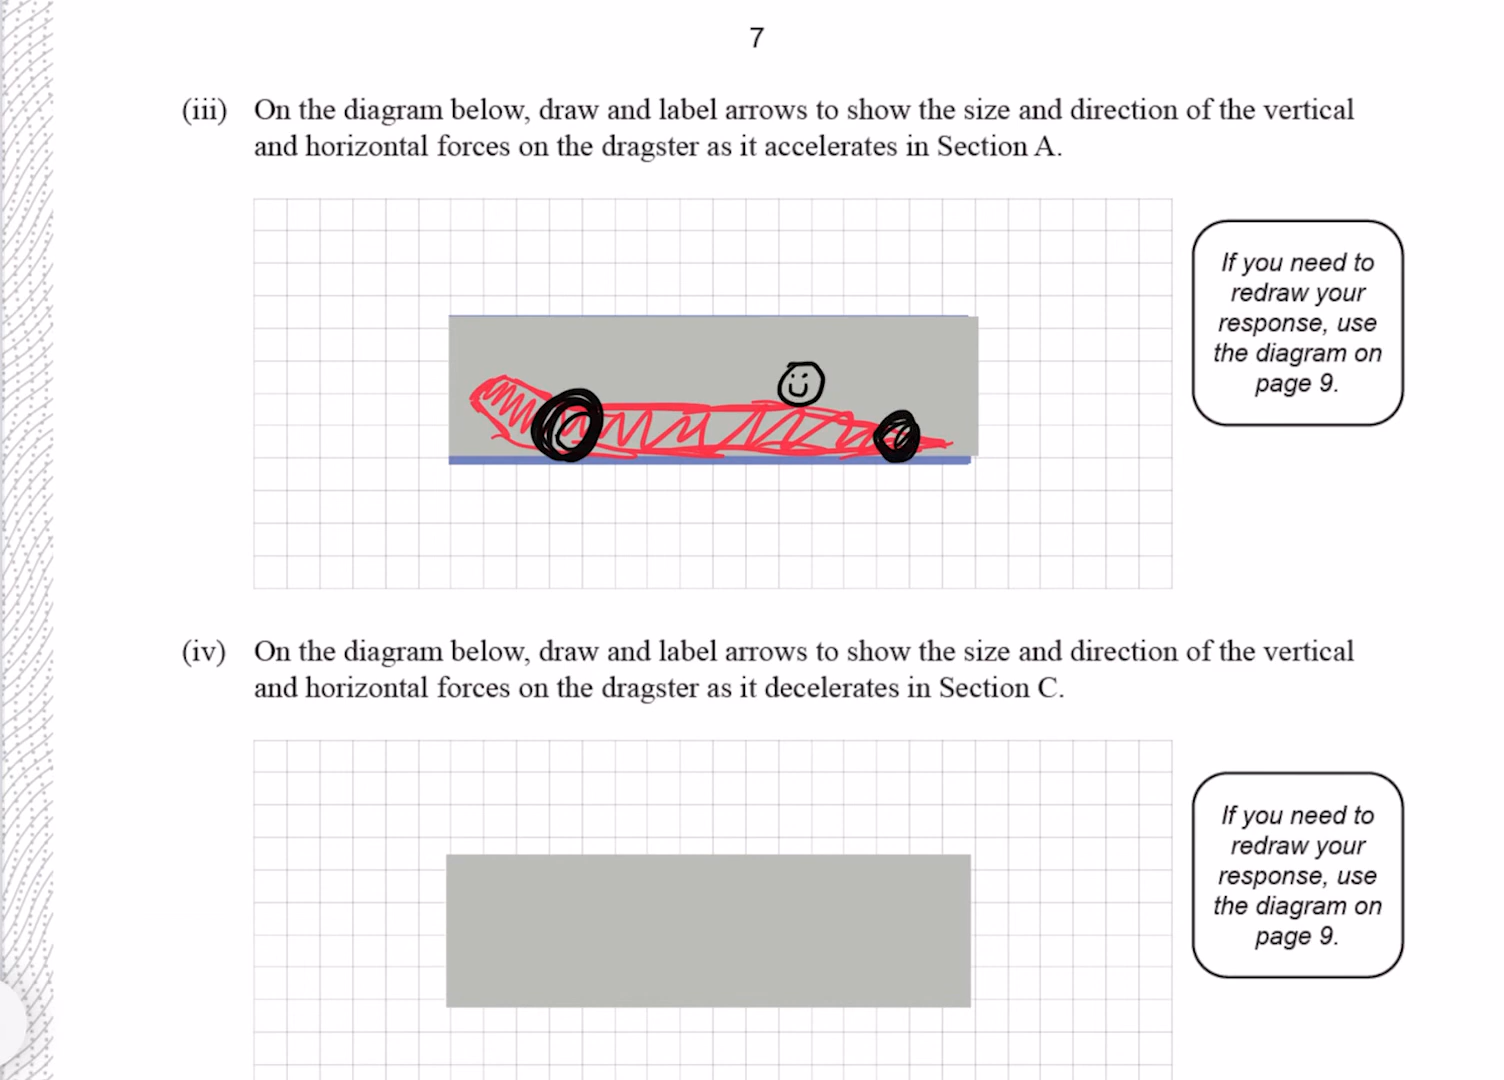 7
(iii) On the diagram below, draw and label arrows to show the size and direction of the vertical
and horizontal forces on the dragster as it accelerates in Section A.
If you need to
redraw your
response, use
the diagram on
page 9.
(iv) On the diagram below, draw and label arrows to show the size and direction of the vertical
and horizontal forces on the dragster as it decelerates in Section C.
If you need to
redraw your
response, use
the diagram on
page 9.